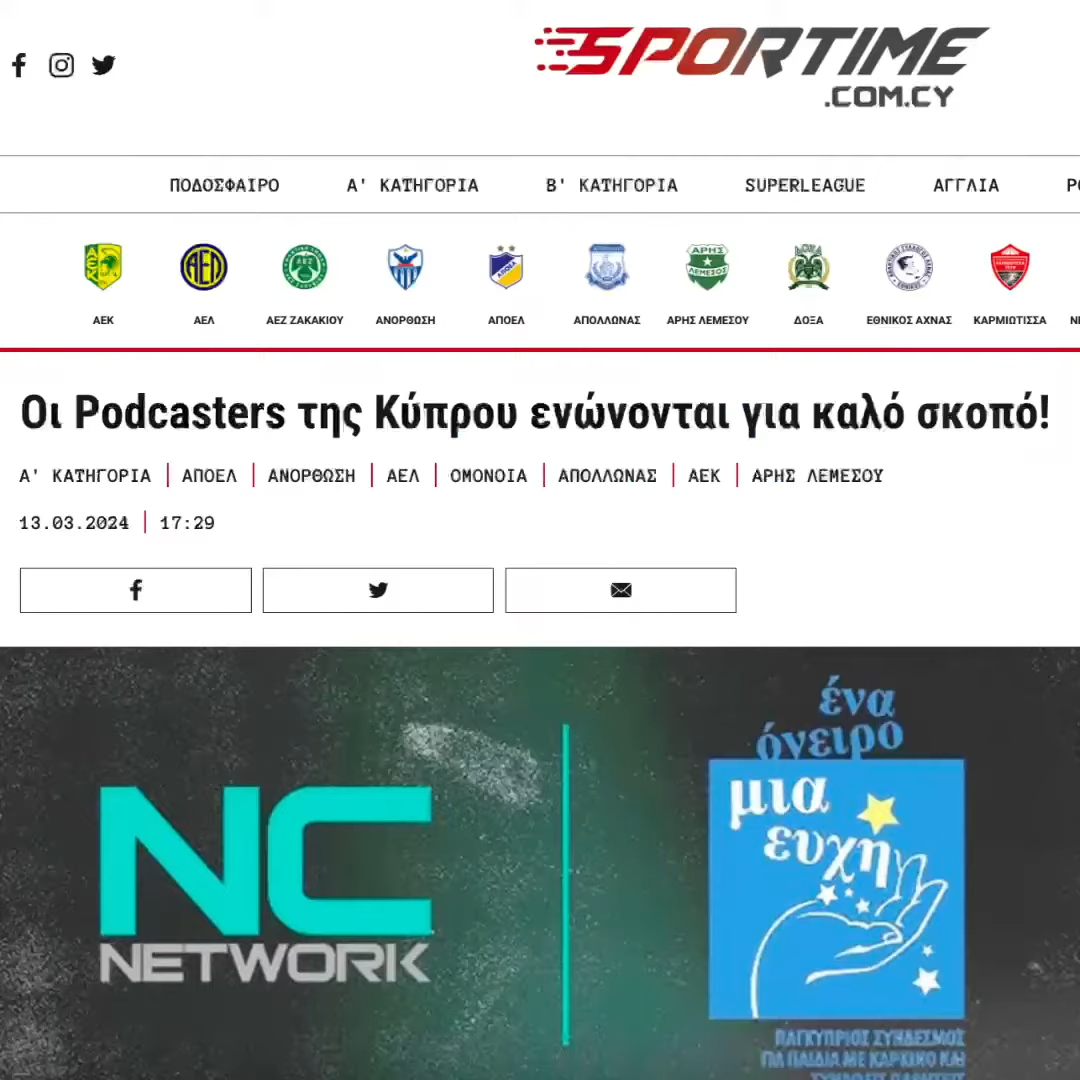 SPORTIME
.COM.CY
ΠΟΔΟΣΦΑΙΡΟ Α' ΚΑΤΗΓΟΡΙΑ Β' ΚΑΤΗΓΟΡΙΑ SUPERLEAGUE ΑΓΓΛΙΑ
ΑΕΚ ΑΕΛ ΑΕΖ ΖΑΚΑΚΙΟΥ ΑΝΟΡΘΩΣΗ ΑΠΟΕΛ ΑΠΟΛΛΩΝΑΣ ΑΡΗΣ ΛΕΜΕΣΟΥ ΔΟΞΑ ΕΘΝΙΚΟΣ ΑΧΝΑΣ ΚΑΡΜΙΩΤΙΣΣΑ
Οι Podcasters της Κύπρου ενώνονται για καλό σκοπό!
Α' ΚΑΤΗΓΟΡΙΑ | ΑΠΟΕΛ | ΑΝΟΡΘΩΣΗ | ΑΕΛ | ΟΜΟΝΟΙΑ | ΑΠΟΛΛΩΝΑΣ | ΑΕΚ | ΑΡΗΣ ΛΕΜΕΣΟΥ
13.03.2024 | 17:29
NC
NETWORK
ένα
όνειρο
μια
ευχή
ΠΑΓΚΥΠΡΙΟΣ ΣΥΝΔΕΣΜΟΣ
ΓΙΑ ΠΑΙΔΙΑ ΜΕ ΚΑΡΚΙΝΟ ΚΑΙ